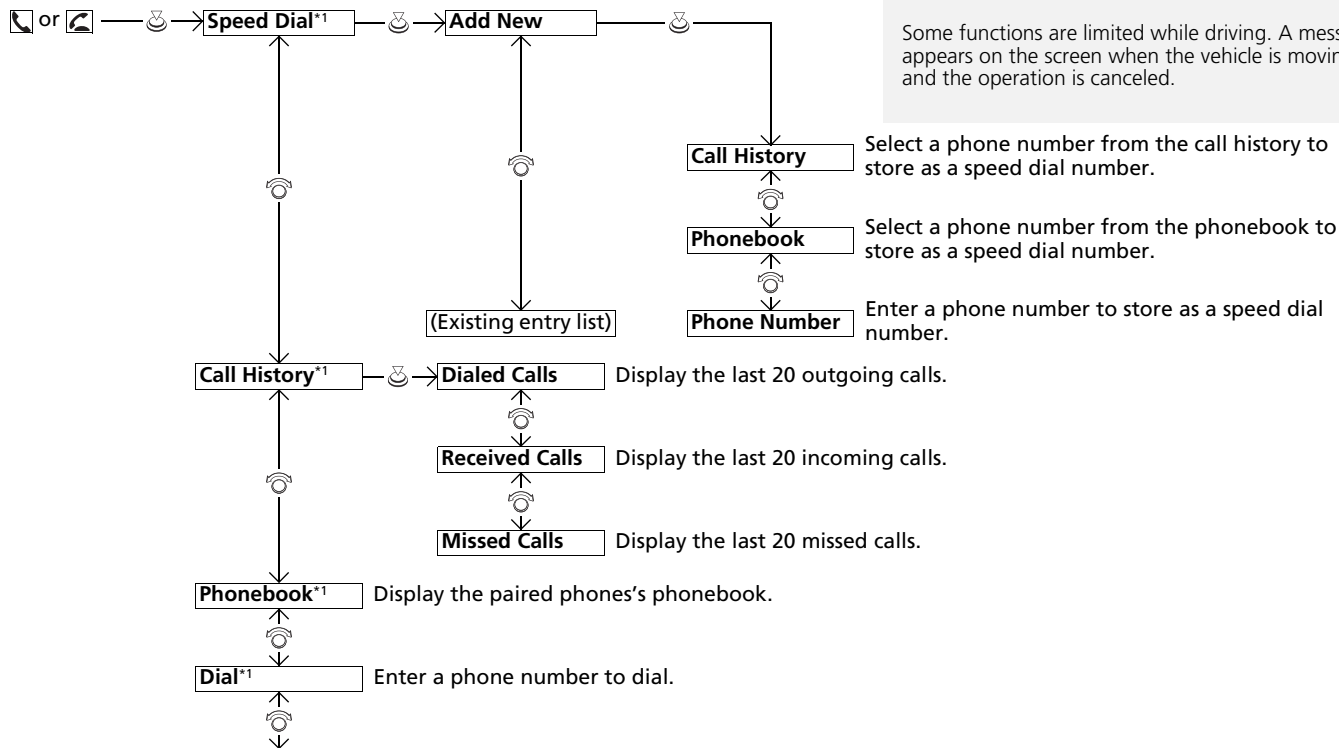 or
Speed Dial*1
Add New
Some functions are limited while driving. A
appears on the screen when the vehicle is
and the operation is canceled.
Call History
Select a phone number from the call history to
store as a speed dial number.
Phonebook
Select a phone number from the phonebook to
store as a speed dial number.
(Existing entry list)
Phone Number
Enter a phone number to store as a speed dial
number.
Call History*1
Dialed Calls
Display the last 20 outgoing calls.
Received Calls
Display the last 20 incoming calls.
Missed Calls
Display the last 20 missed calls.
Phonebook*1
Display the paired phones's phonebook.
Dial*1
Enter a phone number to dial.